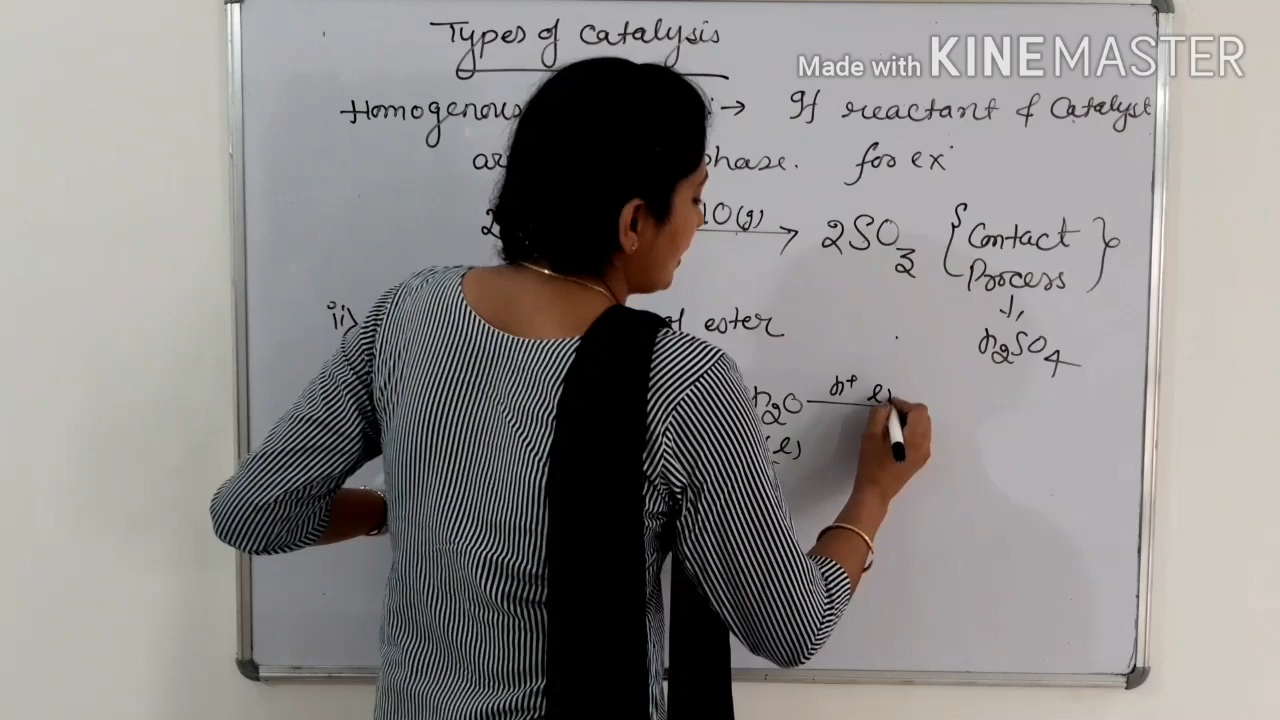 Types of Catalysis
Made with KINEMASTER
Homogenous → If reactant & Catalyst
phase. for ex
2 O(g) → 2SO3 { Contact
Process }
↓
h2SO4
ii) of ester
h2O h+ l)
(l)